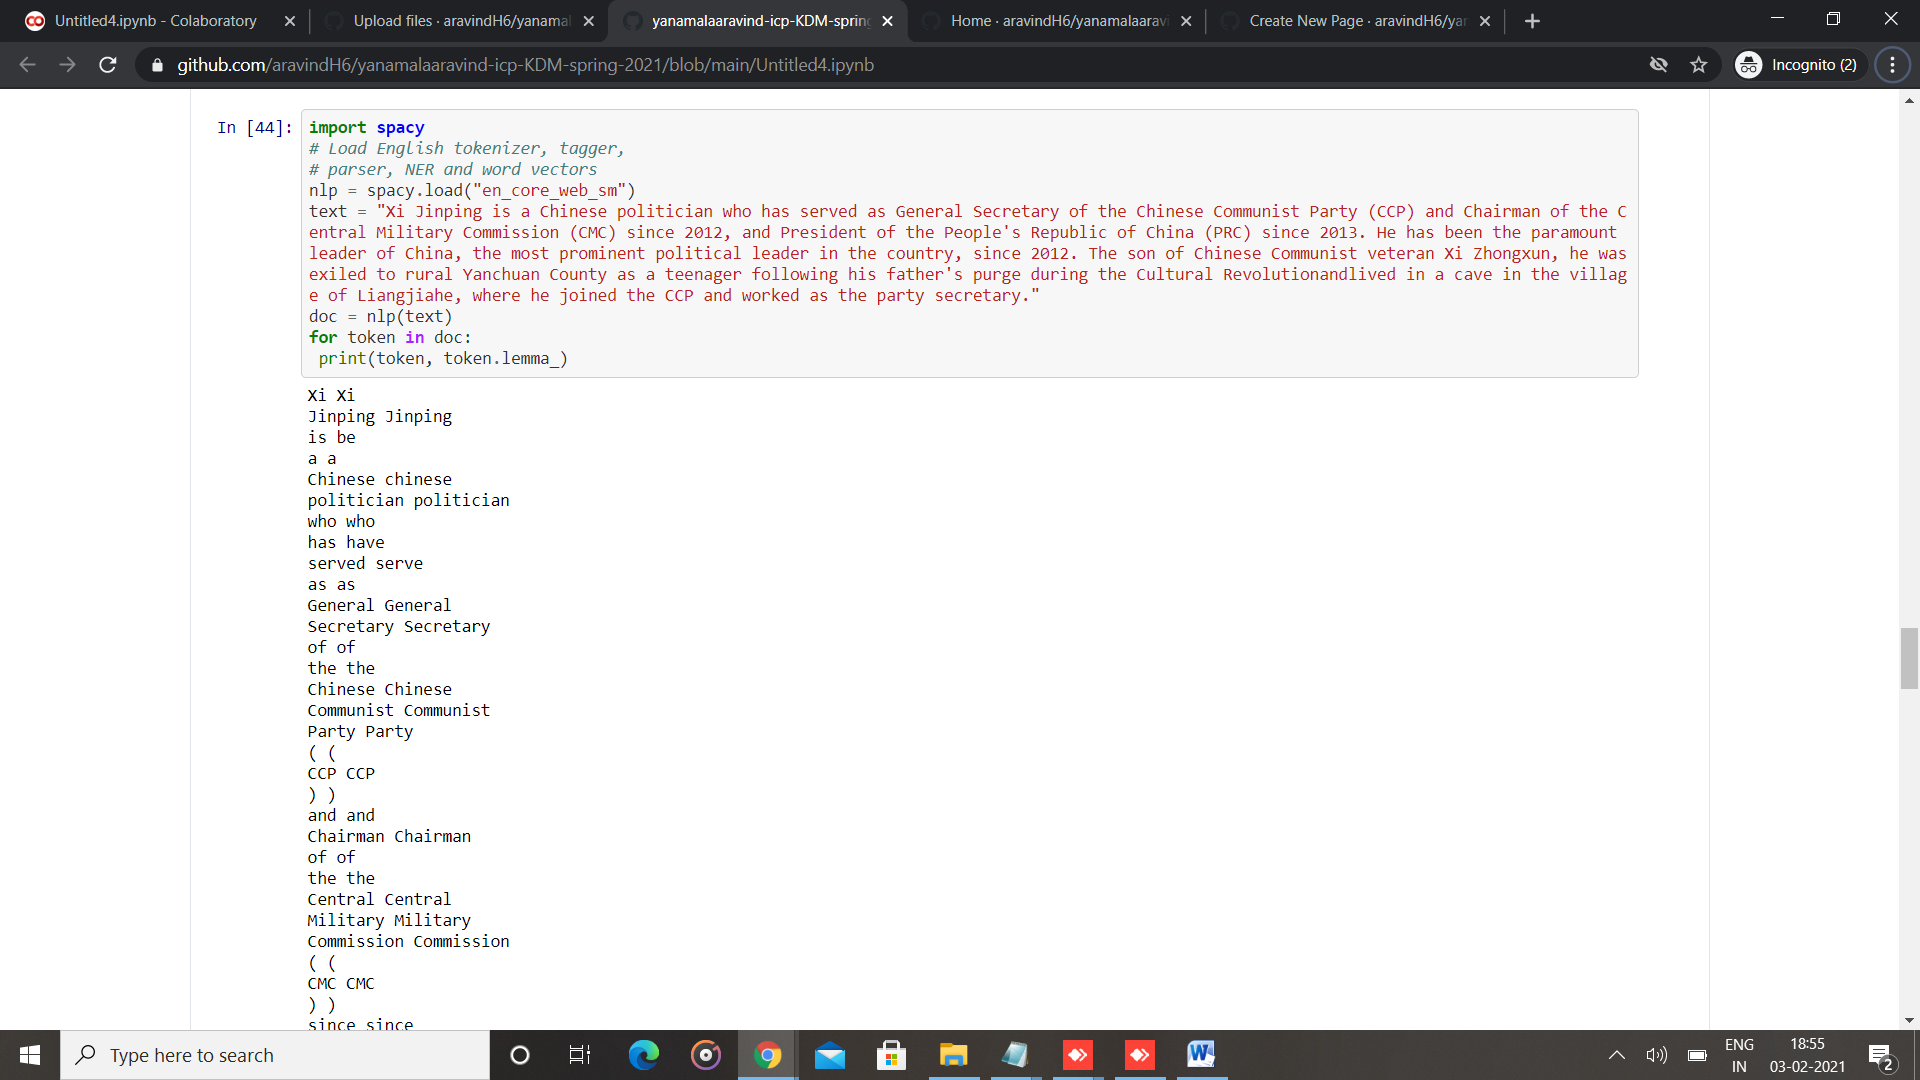 Untitled4.ipynb - Colaboratory
Upload files · aravindH6/yanamal
yanamalaaravind-icp-KDM-spring
Home · aravindH6/yanamalaaravi
Create New Page · aravindH6/yan
github.com/aravindH6/yanamalaaravind-icp-KDM-spring-2021/blob/main/Untitled4.ipynb
Incognito (2)
In [44]:
import spacy
# Load English tokenizer, tagger,
# parser, NER and word vectors
nlp = spacy.load("en_core_web_sm")
text = "Xi Jinping is a Chinese politician who has served as General Secretary of the Chinese Communist Party (CCP) and Chairman of the C
entral Military Commission (CMC) since 2012, and President of the People's Republic of China (PRC) since 2013. He has been the paramount
leader of China, the most prominent political leader in the country, since 2012. The son of Chinese Communist veteran Xi Zhongxun, he was
exiled to rural Yanchuan County as a teenager following his father's purge during the Cultural Revolutionandlived in a cave in the villag
e of Liangjiahe, where he joined the CCP and worked as the party secretary."
doc = nlp(text)
for token in doc:
 print(token, token.lemma_)
Xi Xi
Jinping Jinping
is be
a a
Chinese chinese
politician politician
who who
has have
served serve
as as
General General
Secretary Secretary
of of
the the
Chinese Chinese
Communist Communist
Party Party
( (
CCP CCP
) )
and and
Chairman Chairman
of of
the the
Central Central
Military Military
Commission Commission
( (
CMC CMC
) )
since since
Type here to search
ENG
IN
18:55
03-02-2021
2